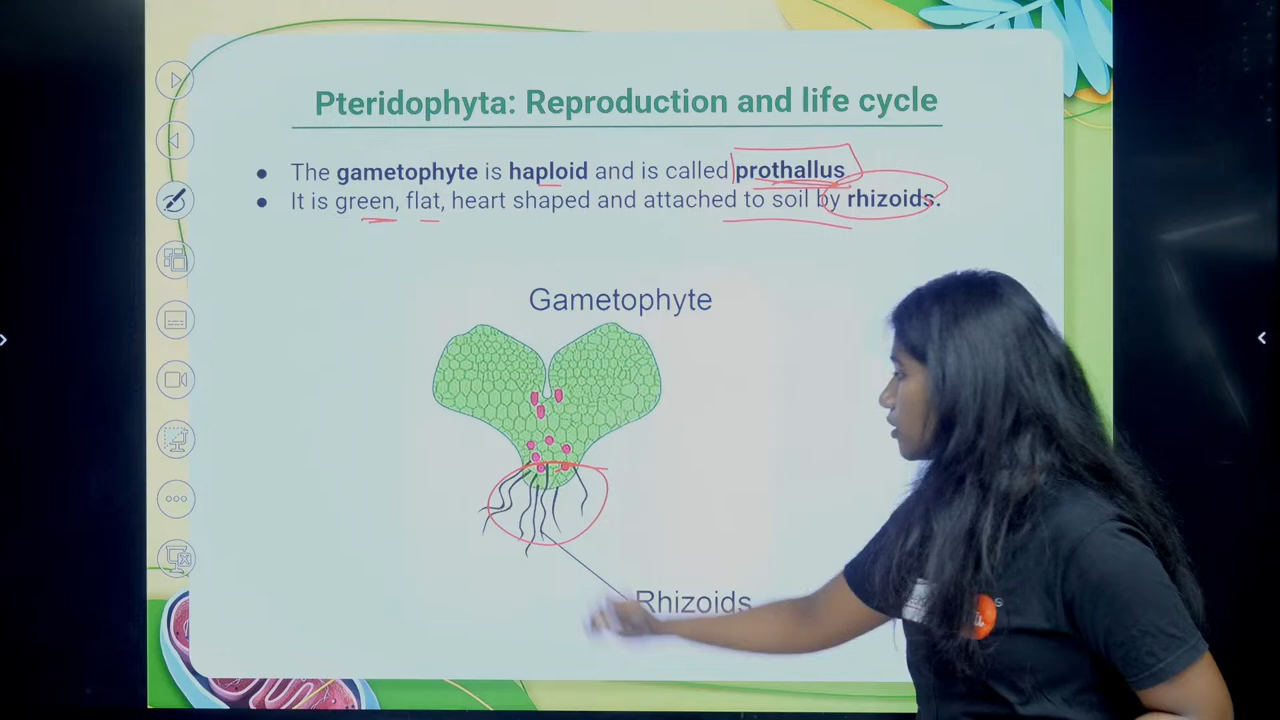 Pteridophyta: Reproduction and life cycle
The gametophyte is haploid and is called prothallus
It is green, flat, heart shaped and attached to soil by rhizoids.
Gametophyte
Rhizoids